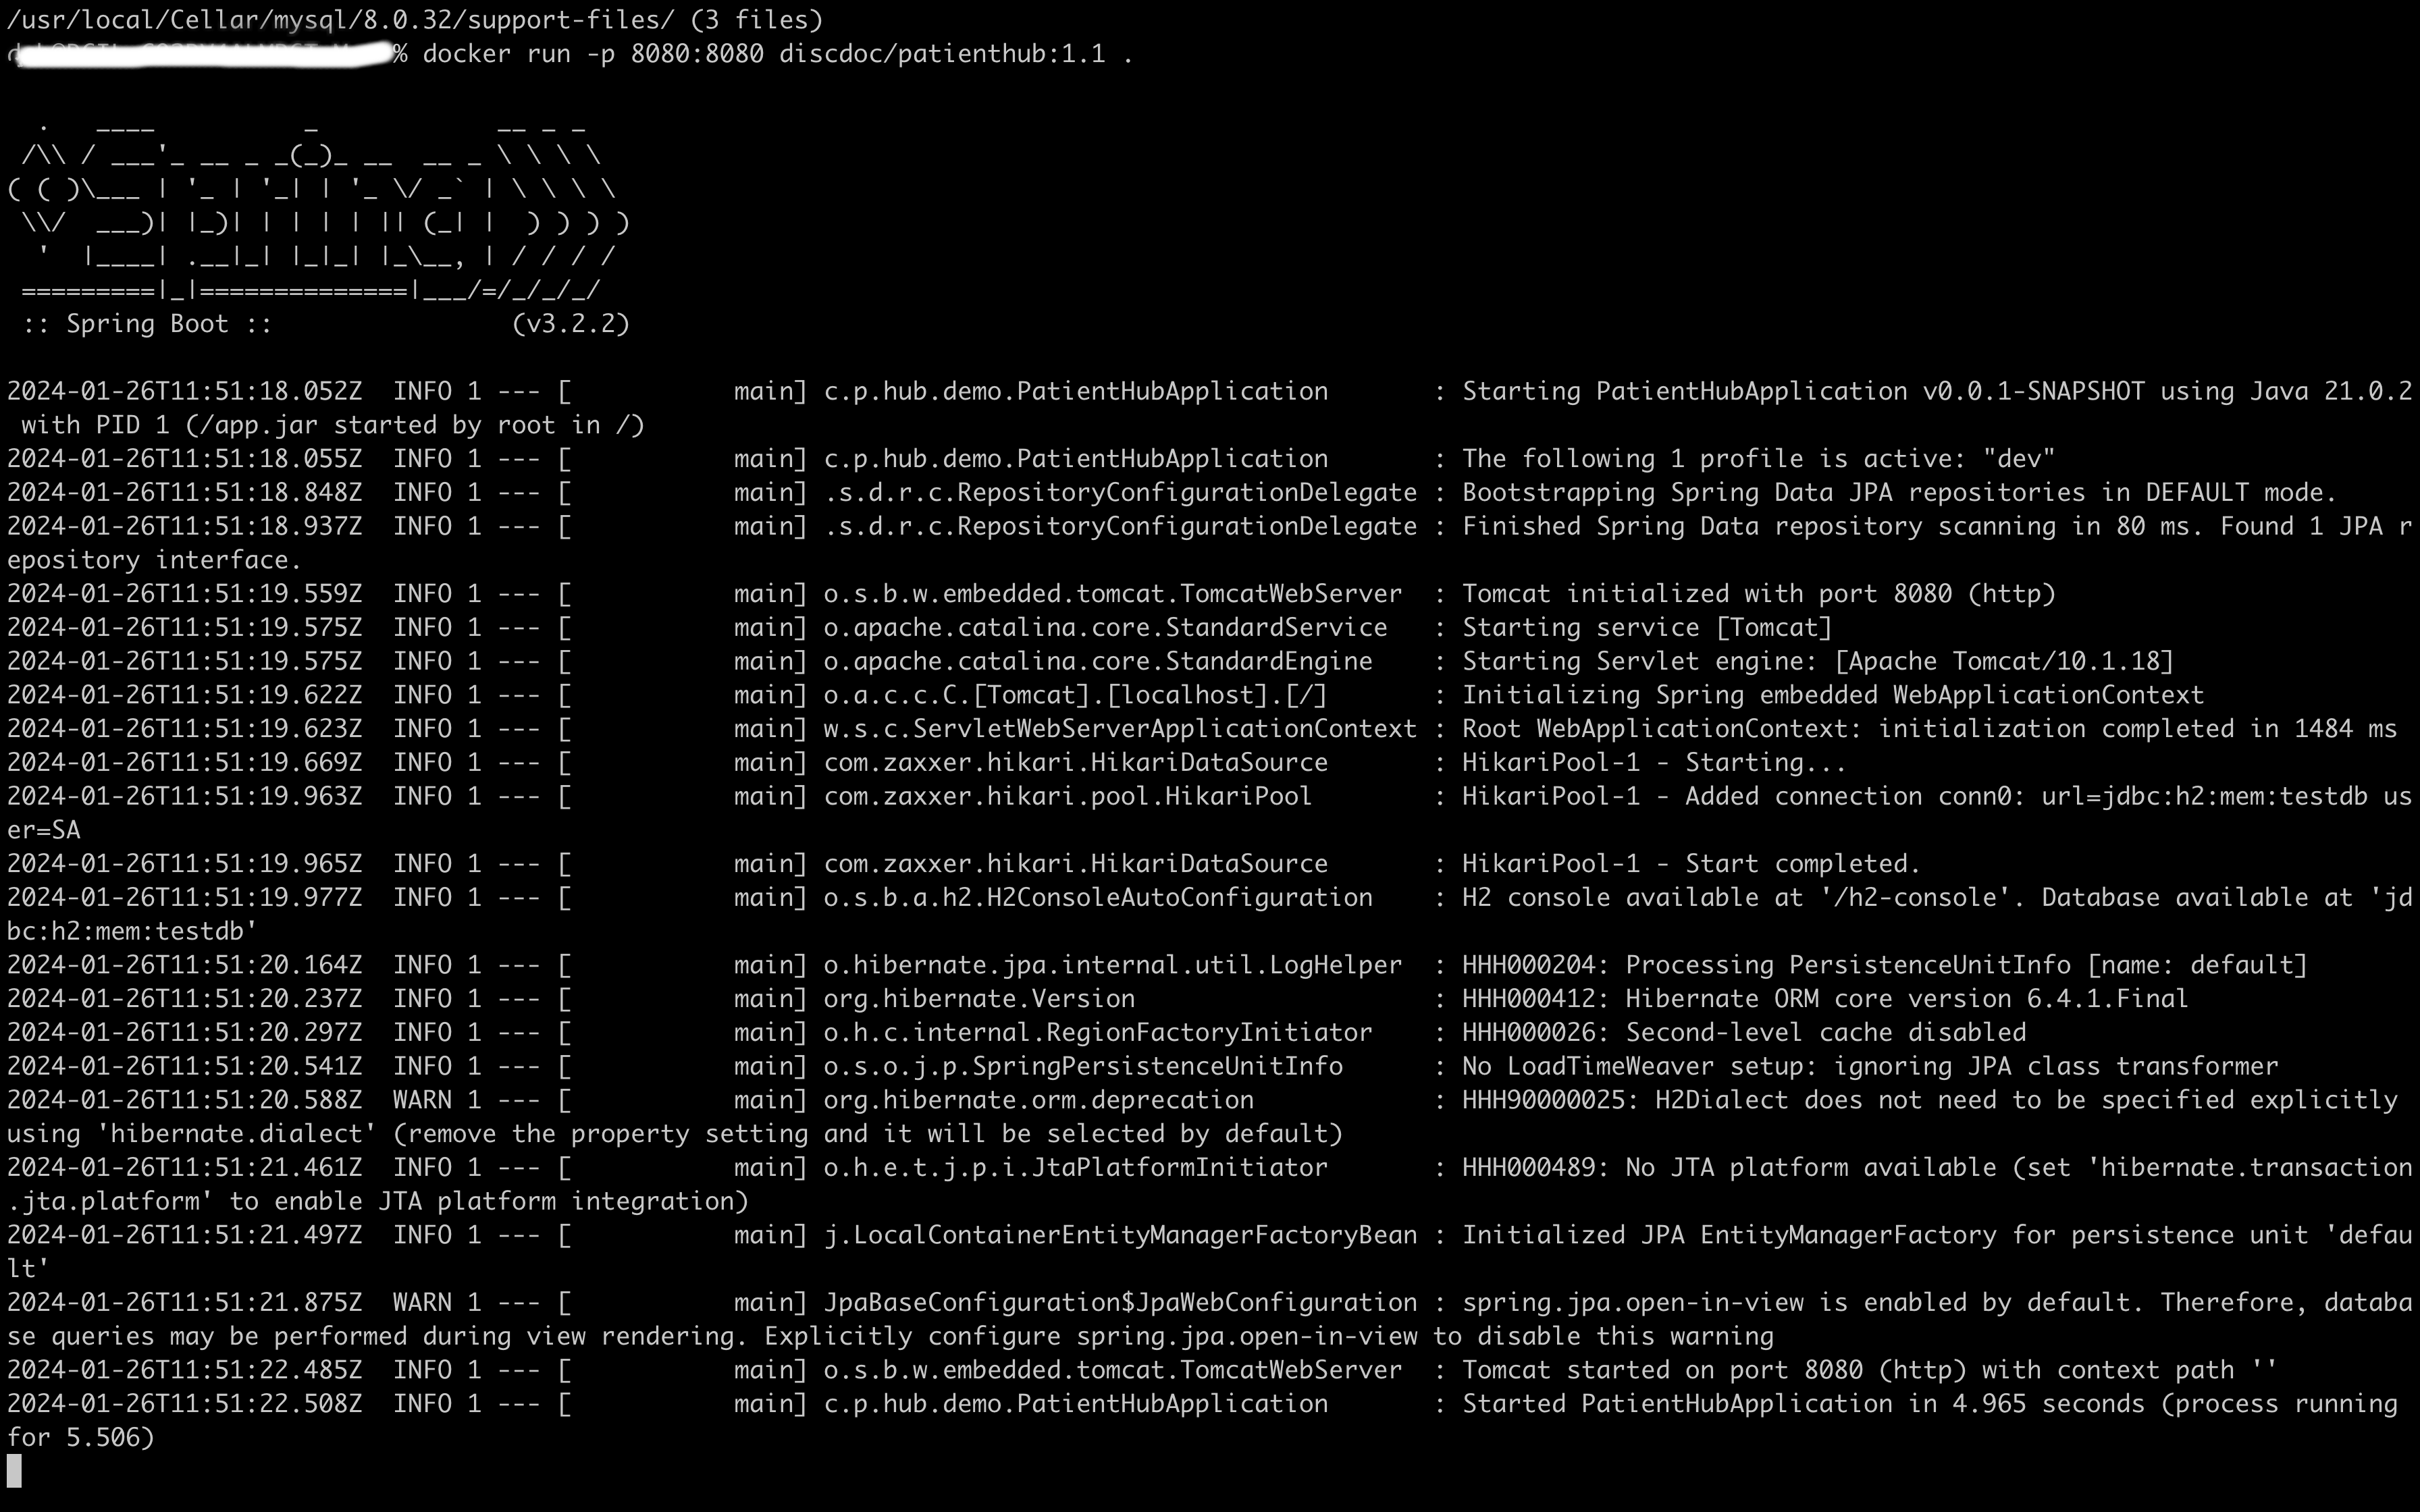 /usr/local/Cellar/mysql/8.0.32/support-files/ (3 files)
% docker run -p 8080:8080 discdoc/patienthub:1.1 .

  .   ____          _            __ _ _
 /\\ / ___'_ __ _ _(_)_ __  __ _ \ \ \ \
( ( )\___ | '_ | '_| | '_ \/ _` | \ \ \ \
 \\/  ___)| |_)| | | | | || (_| |  ) ) ) )
  '  |____| .__|_| |_|_| |_\__, | / / / /
 =========|_|==============|___/=/_/_/_/
 :: Spring Boot ::                (v3.2.2)

2024-01-26T11:51:18.052Z  INFO 1 --- [           main] c.p.hub.demo.PatientHubApplication       : Starting PatientHubApplication v0.0.1-SNAPSHOT using Java 21.0.2
 with PID 1 (/app.jar started by root in /)
2024-01-26T11:51:18.055Z  INFO 1 --- [           main] c.p.hub.demo.PatientHubApplication       : The following 1 profile is active: "dev"
2024-01-26T11:51:18.848Z  INFO 1 --- [           main] .s.d.r.c.RepositoryConfigurationDelegate : Bootstrapping Spring Data JPA repositories in DEFAULT mode.
2024-01-26T11:51:18.937Z  INFO 1 --- [           main] .s.d.r.c.RepositoryConfigurationDelegate : Finished Spring Data repository scanning in 80 ms. Found 1 JPA r
epository interface.
2024-01-26T11:51:19.559Z  INFO 1 --- [           main] o.s.b.w.embedded.tomcat.TomcatWebServer  : Tomcat initialized with port 8080 (http)
2024-01-26T11:51:19.575Z  INFO 1 --- [           main] o.apache.catalina.core.StandardService   : Starting service [Tomcat]
2024-01-26T11:51:19.575Z  INFO 1 --- [           main] o.apache.catalina.core.StandardEngine    : Starting Servlet engine: [Apache Tomcat/10.1.18]
2024-01-26T11:51:19.622Z  INFO 1 --- [           main] o.a.c.c.C.[Tomcat].[localhost].[/]       : Initializing Spring embedded WebApplicationContext
2024-01-26T11:51:19.623Z  INFO 1 --- [           main] w.s.c.ServletWebServerApplicationContext : Root WebApplicationContext: initialization completed in 1484 ms
2024-01-26T11:51:19.669Z  INFO 1 --- [           main] com.zaxxer.hikari.HikariDataSource       : HikariPool-1 - Starting...
2024-01-26T11:51:19.963Z  INFO 1 --- [           main] com.zaxxer.hikari.pool.HikariPool        : HikariPool-1 - Added connection conn0: url=jdbc:h2:mem:testdb us
er=SA
2024-01-26T11:51:19.965Z  INFO 1 --- [           main] com.zaxxer.hikari.HikariDataSource       : HikariPool-1 - Start completed.
2024-01-26T11:51:19.977Z  INFO 1 --- [           main] o.s.b.a.h2.H2ConsoleAutoConfiguration    : H2 console available at '/h2-console'. Database available at 'jd
bc:h2:mem:testdb'
2024-01-26T11:51:20.164Z  INFO 1 --- [           main] o.hibernate.jpa.internal.util.LogHelper  : HHH000204: Processing PersistenceUnitInfo [name: default]
2024-01-26T11:51:20.237Z  INFO 1 --- [           main] org.hibernate.Version                    : HHH000412: Hibernate ORM core version 6.4.1.Final
2024-01-26T11:51:20.297Z  INFO 1 --- [           main] o.h.c.internal.RegionFactoryInitiator    : HHH000026: Second-level cache disabled
2024-01-26T11:51:20.541Z  INFO 1 --- [           main] o.s.o.j.p.SpringPersistenceUnitInfo      : No LoadTimeWeaver setup: ignoring JPA class transformer
2024-01-26T11:51:20.588Z  WARN 1 --- [           main] org.hibernate.orm.deprecation            : HHH90000025: H2Dialect does not need to be specified explicitly
using 'hibernate.dialect' (remove the property setting and it will be selected by default)
2024-01-26T11:51:21.461Z  INFO 1 --- [           main] o.h.e.t.j.p.i.JtaPlatformInitiator       : HHH000489: No JTA platform available (set 'hibernate.transaction
.jta.platform' to enable JTA platform integration)
2024-01-26T11:51:21.497Z  INFO 1 --- [           main] j.LocalContainerEntityManagerFactoryBean : Initialized JPA EntityManagerFactory for persistence unit 'defau
lt'
2024-01-26T11:51:21.875Z  WARN 1 --- [           main] JpaBaseConfiguration$JpaWebConfiguration : spring.jpa.open-in-view is enabled by default. Therefore, databa
se queries may be performed during view rendering. Explicitly configure spring.jpa.open-in-view to disable this warning
2024-01-26T11:51:22.485Z  INFO 1 --- [           main] o.s.b.w.embedded.tomcat.TomcatWebServer  : Tomcat started on port 8080 (http) with context path ''
2024-01-26T11:51:22.508Z  INFO 1 --- [           main] c.p.hub.demo.PatientHubApplication       : Started PatientHubApplication in 4.965 seconds (process running
for 5.506)